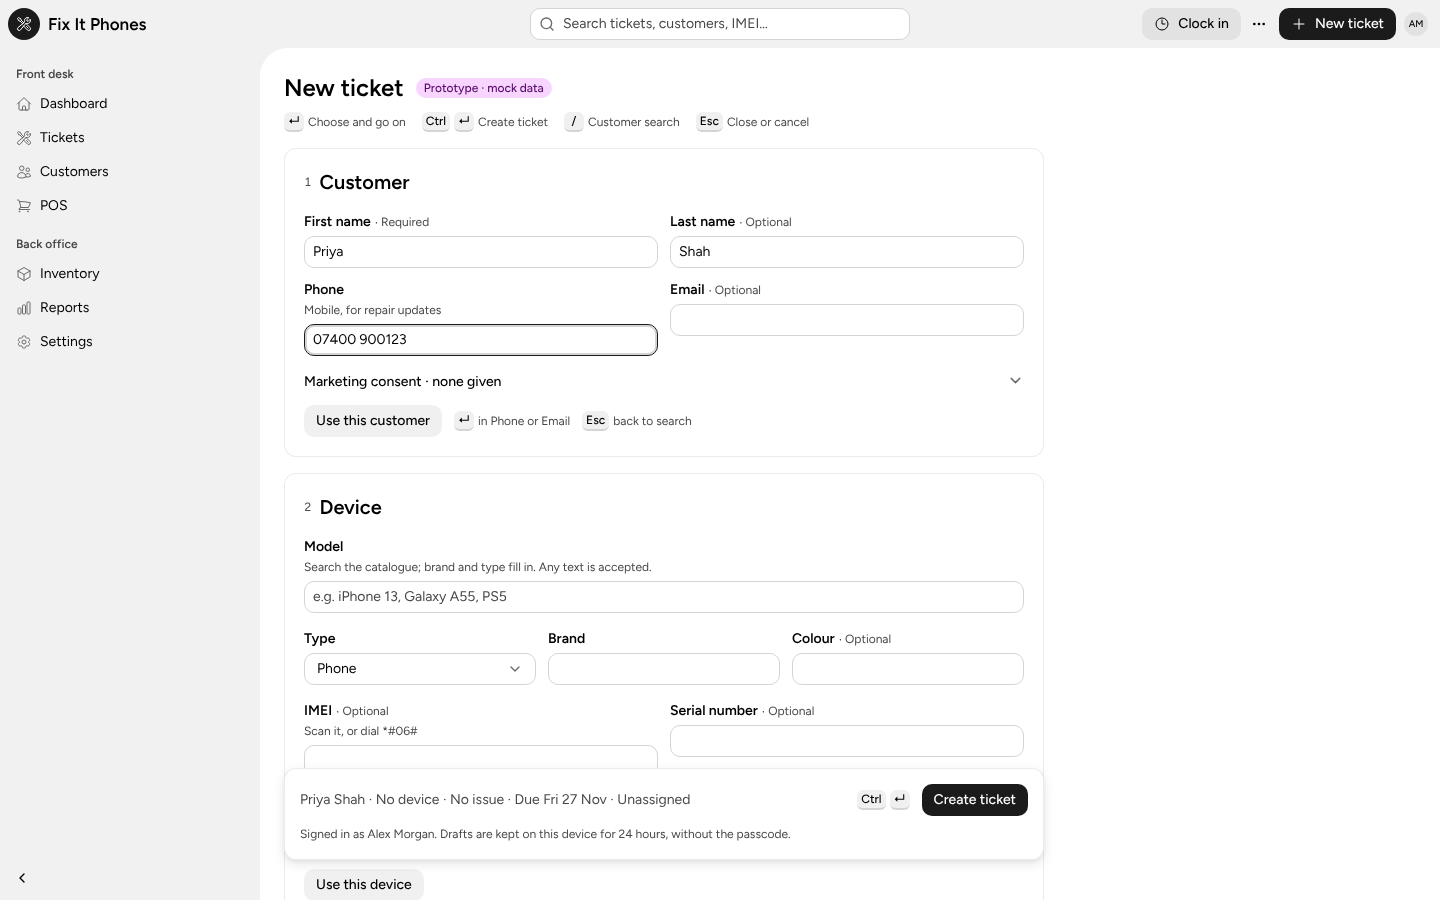 Fix It Phones
Search tickets, customers, IMEI...
Clock in
New ticket
AM
Front desk
Dashboard
Tickets
Customers
POS
Back office
Inventory
Reports
Settings
New ticket
Prototype · mock data
↵ Choose and go on
Ctrl ↵ Create ticket
/ Customer search
Esc Close or cancel
1 Customer
First name · Required
Last name · Optional
Priya
Shah
Phone
Email · Optional
Mobile, for repair updates
07400 900123
Marketing consent · none given
Use this customer
↵ in Phone or Email
Esc back to search
2 Device
Model
Search the catalogue; brand and type fill in. Any text is accepted.
e.g. iPhone 13, Galaxy A55, PS5
Type
Brand
Colour · Optional
Phone
IMEI · Optional
Serial number · Optional
Scan it, or dial *#06#
Priya Shah · No device · No issue · Due Fri 27 Nov · Unassigned
Ctrl ↵
Create ticket
Signed in as Alex Morgan. Drafts are kept on this device for 24 hours, without the passcode.
Use this device